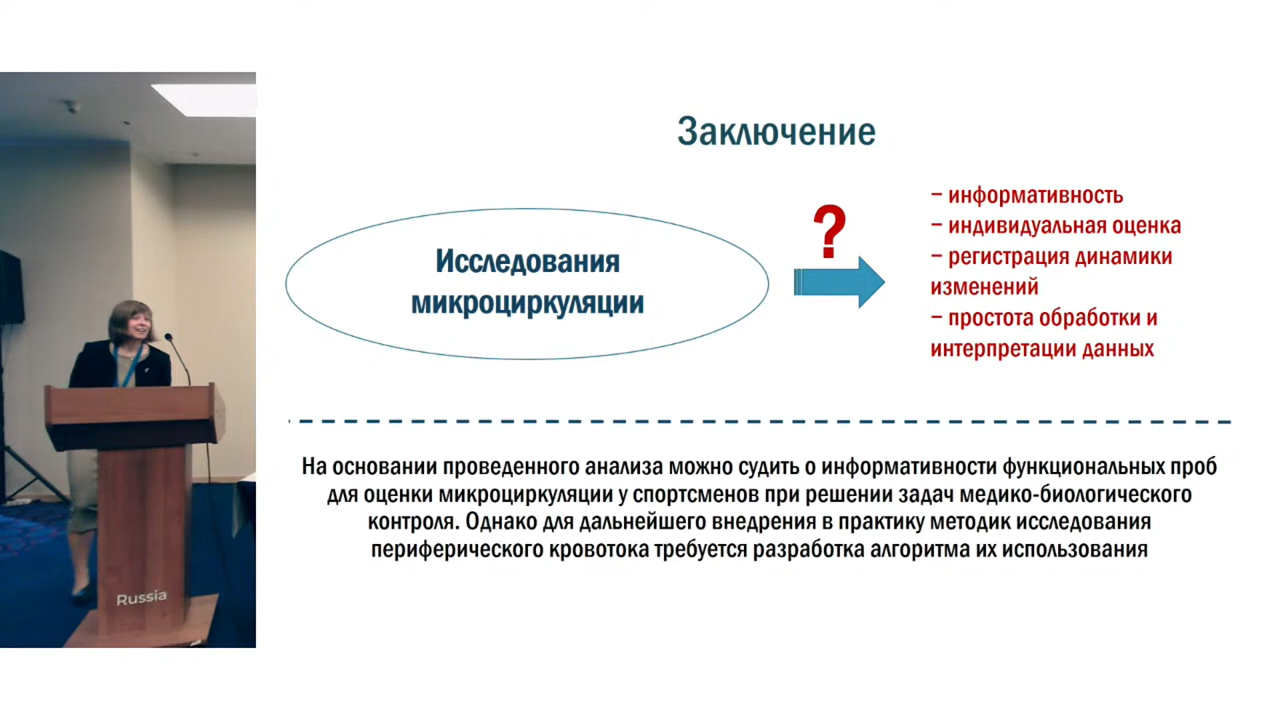 Заключение
Исследования
микроциркуляции
?
− информативность
− индивидуальная оценка
− регистрация динамики
изменений
− простота обработки и
интерпретации данных
На основании проведенного анализа можно судить о информативности функциональных проб
для оценки микроциркуляции у спортсменов при решении задач медико-биологического
контроля. Однако для дальнейшего внедрения в практику методик исследования
периферического кровотока требуется разработка алгоритма их использования
Russia